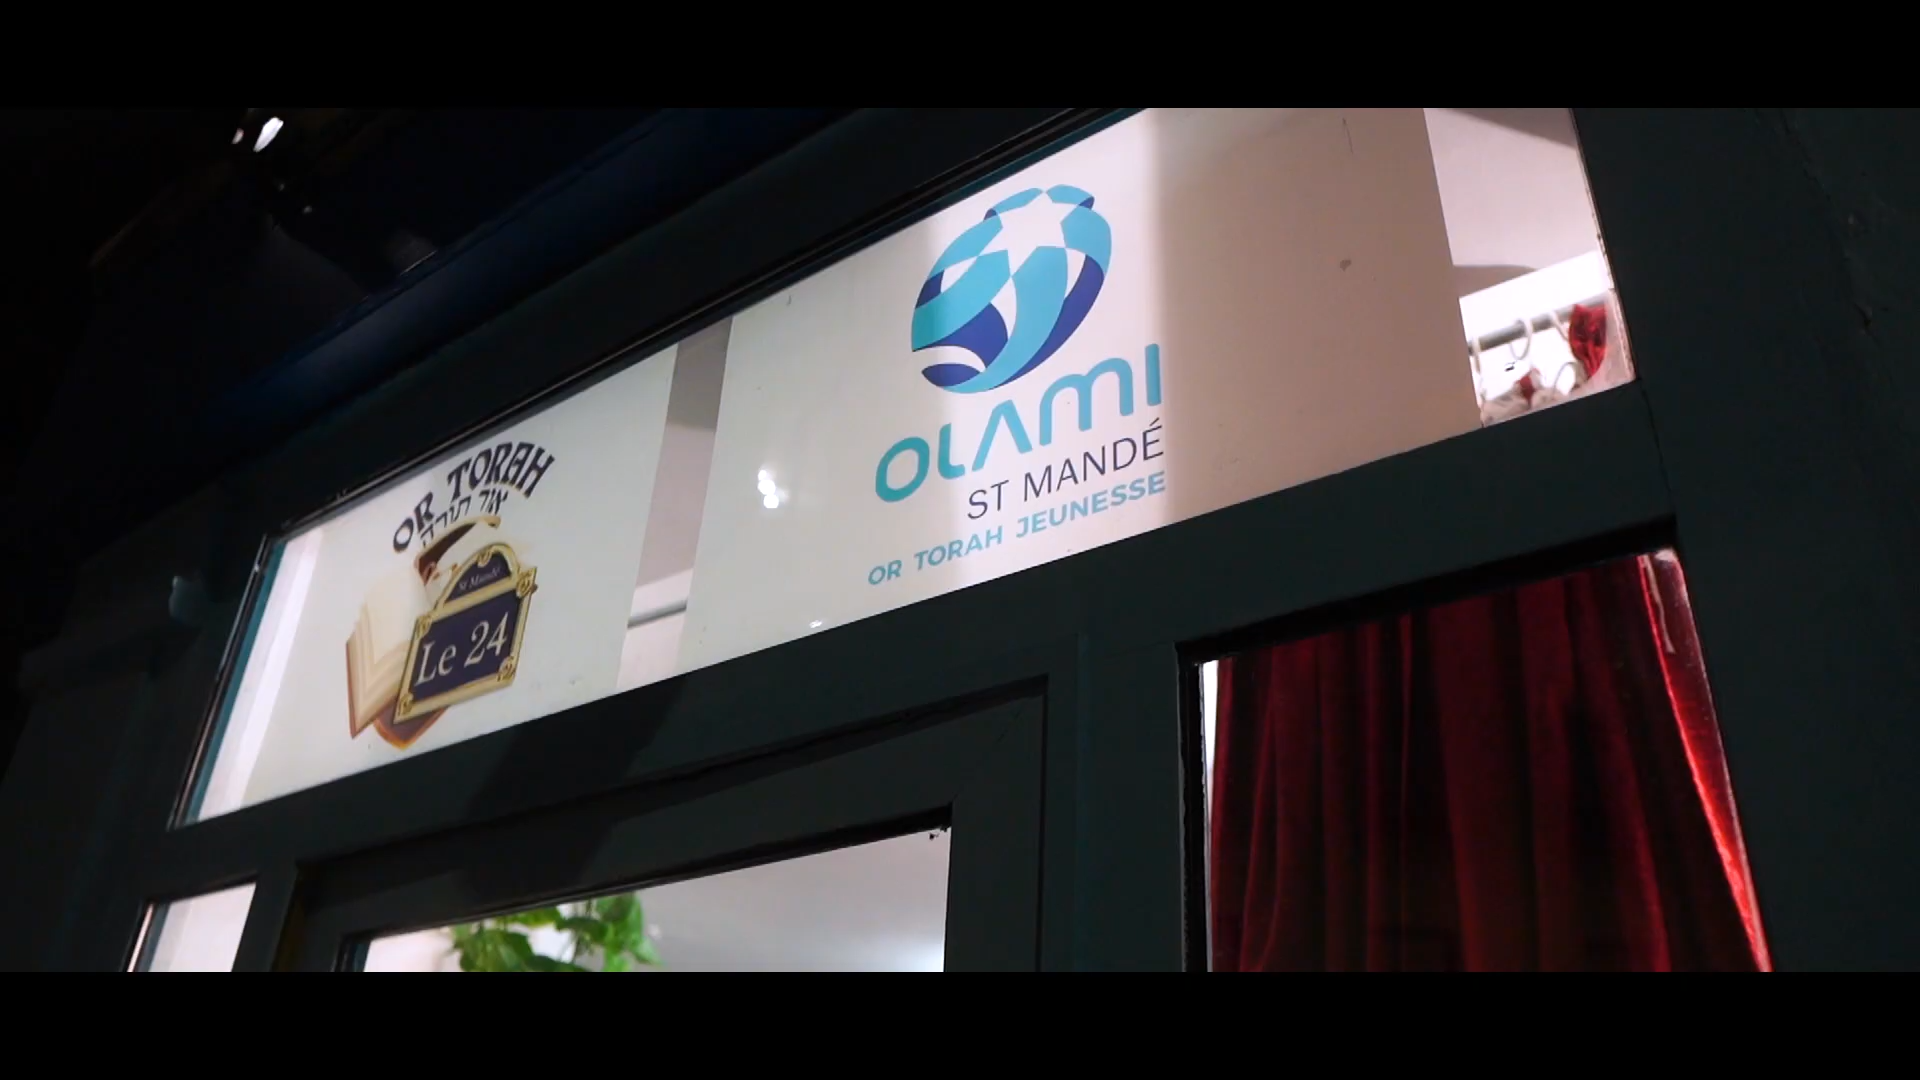 OR TORAH
אור תורה
St Mandé
Le 24
OLAMI
ST MANDÉ
OR TORAH JEUNESSE